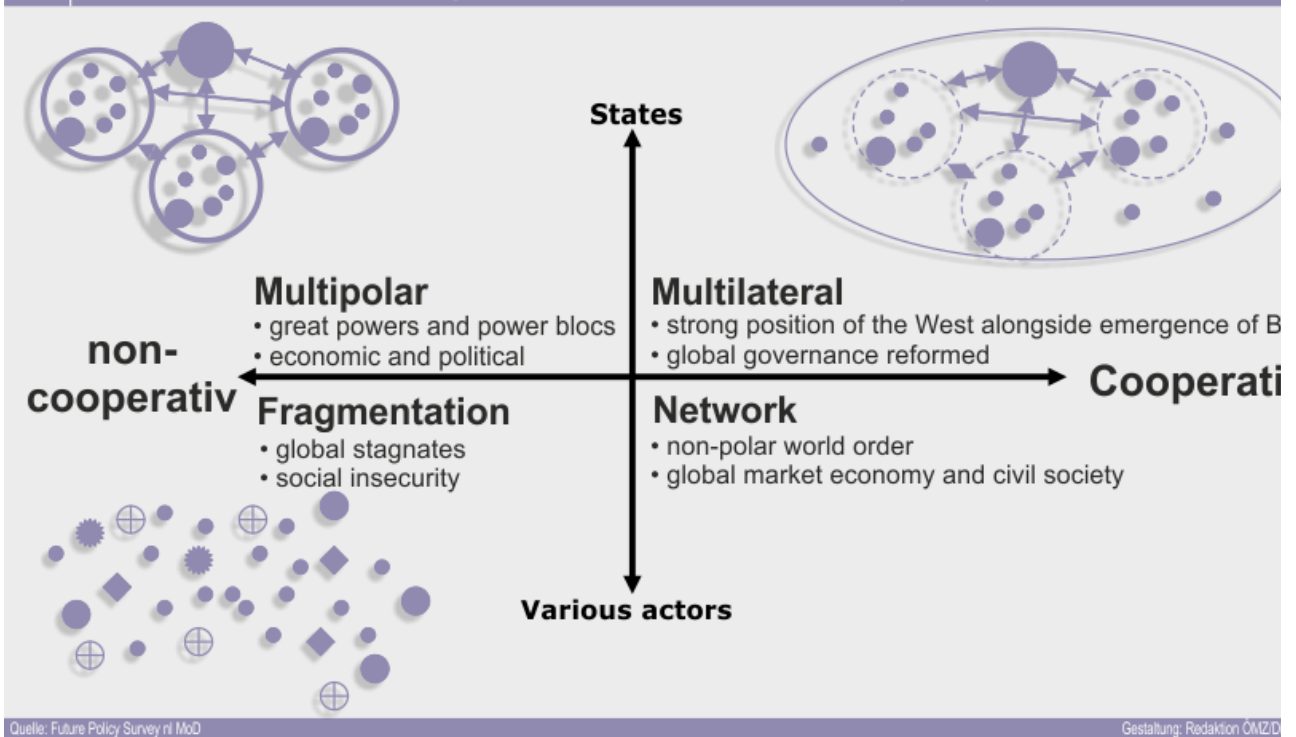 States
Multipolar
• great powers and power blocs
• economic and political
Multilateral
• strong position of the West alongside emergence of B
• global governance reformed
non-
cooperativ
Cooperati
Fragmentation
• global stagnates
• social insecurity
Network
• non-polar world order
• global market economy and civil society
Various actors
Quelle: Future Policy Survey nl MoD
Gestaltung: Redaktion ÖMZ/D